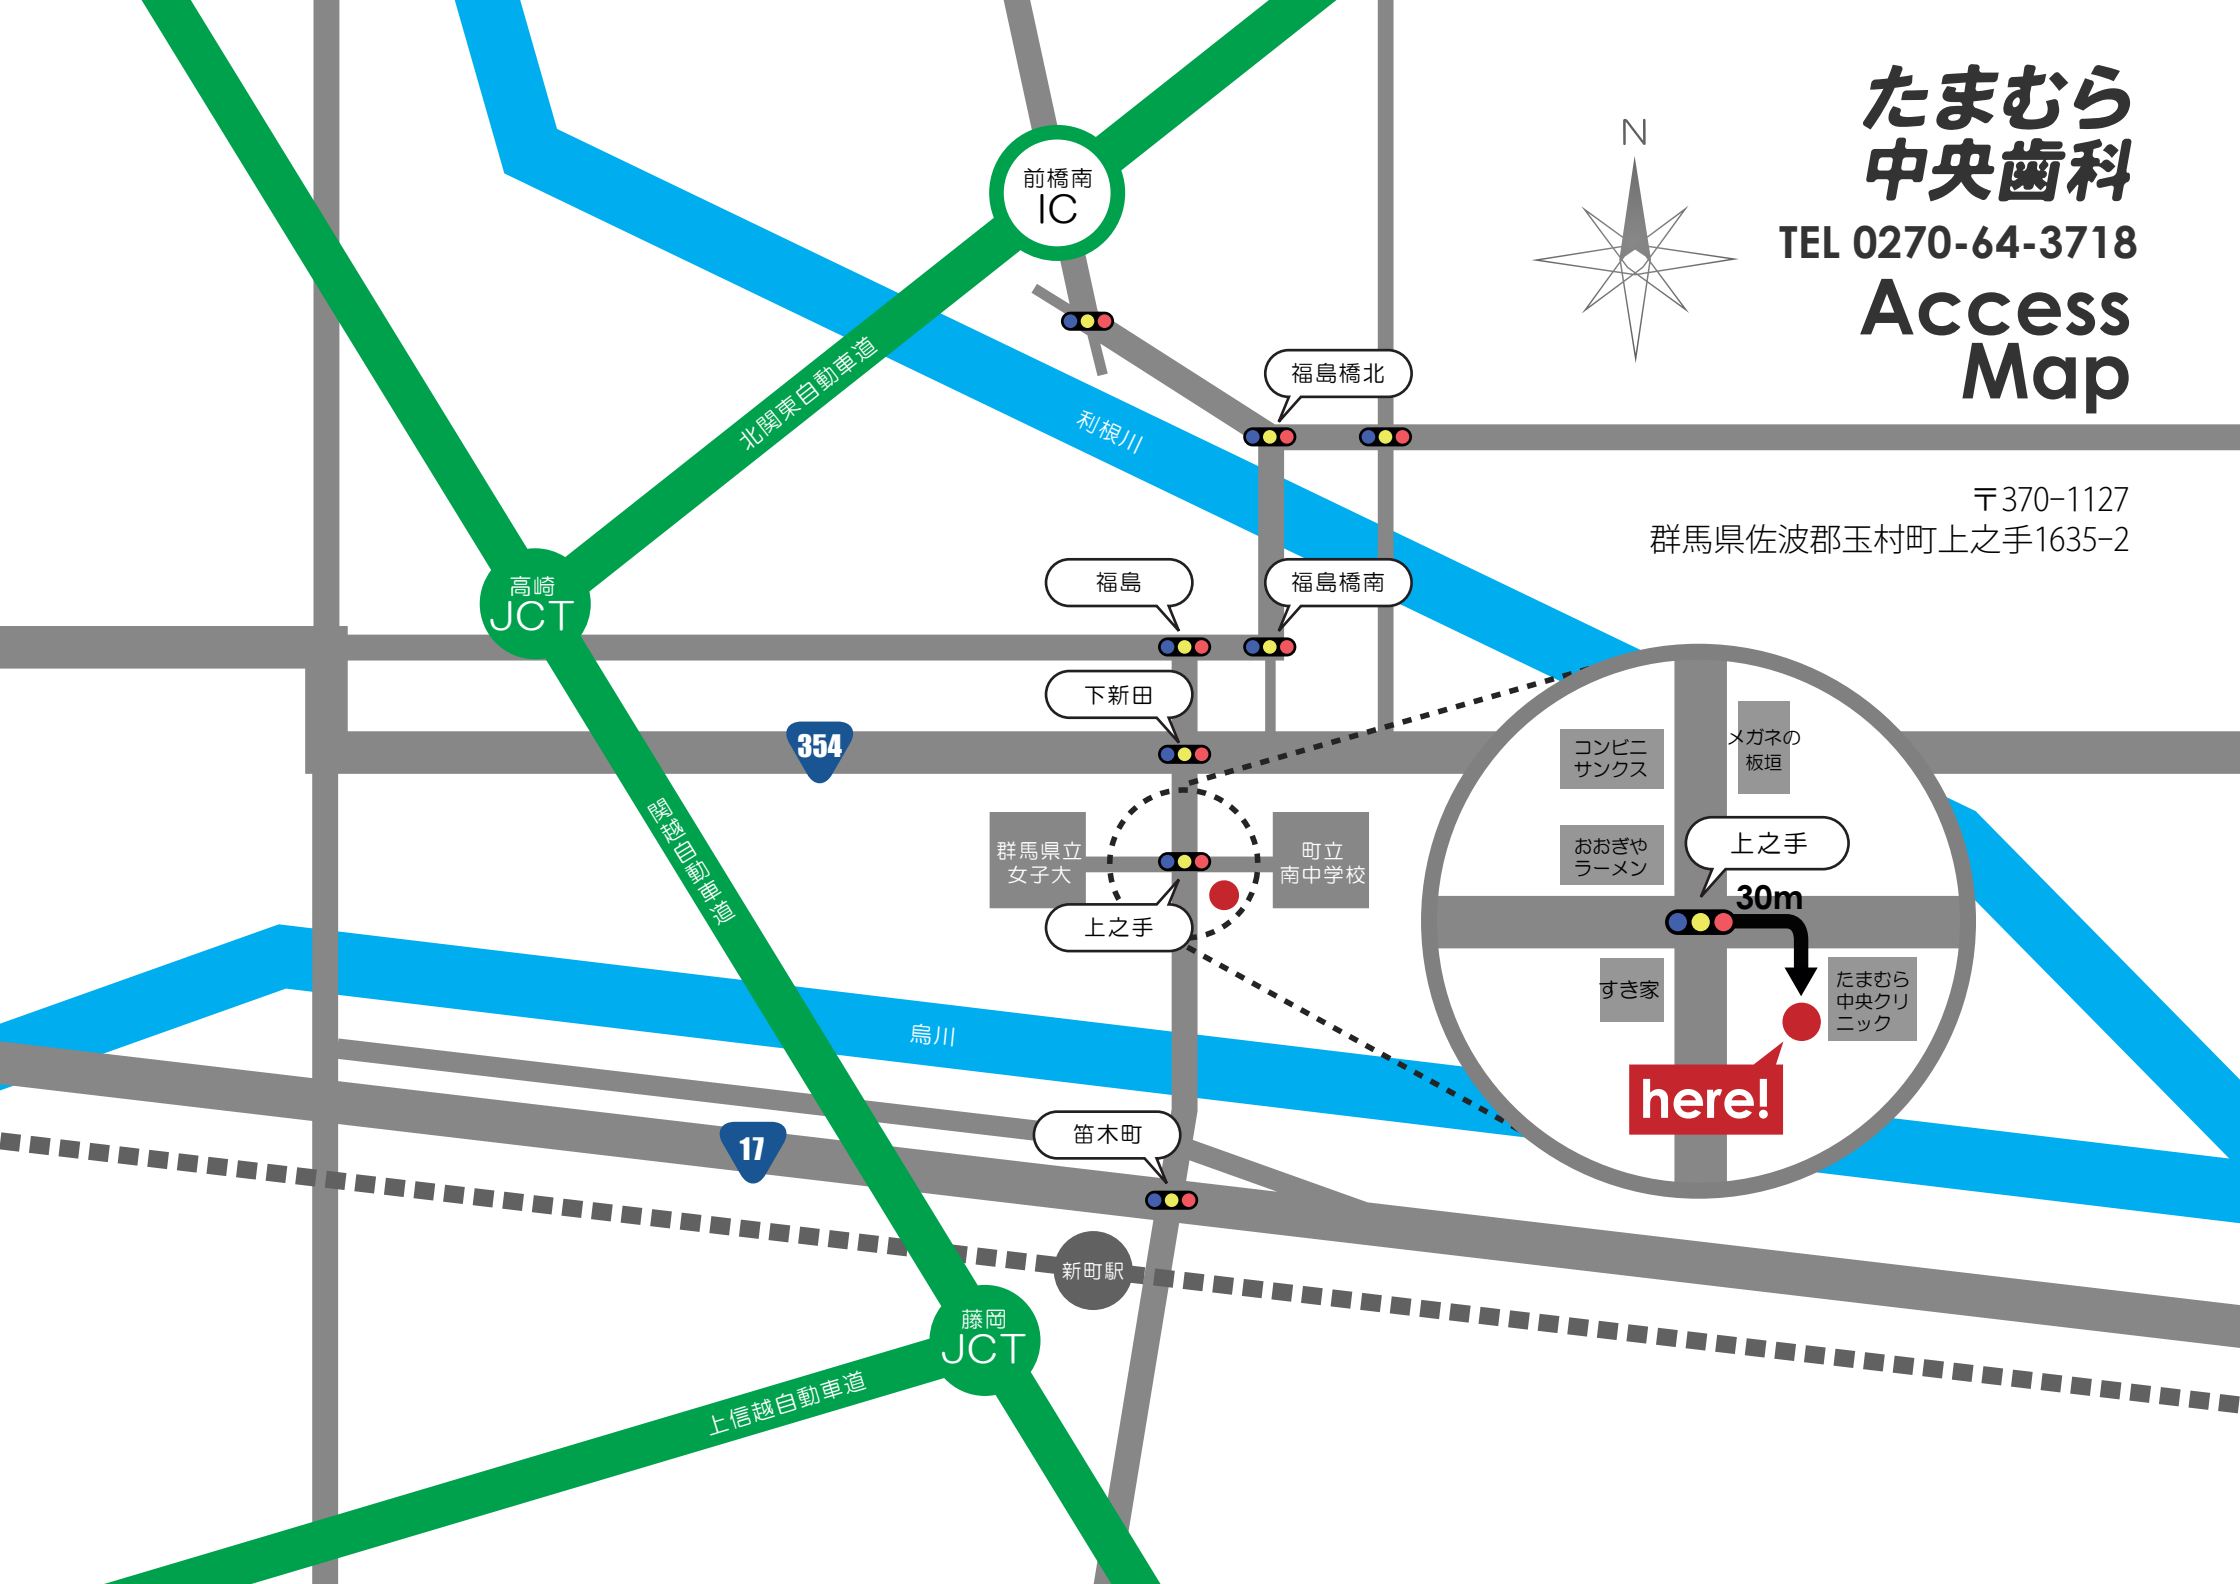 たまむら
中央歯科
TEL 0270-64-3718
Access
Map
N
〒370-1127
群馬県佐波郡玉村町上之手1635-2
前橋南
IC
北関東自動車道
利根川
福島橋北
高崎
JCT
福島
福島橋南
下新田
354
関越自動車道
群馬県立
女子大
町立
南中学校
上之手
コンビニ
サンクス
メガネの
板垣
おおぎや
ラーメン
上之手
30m
すき家
たまむら
中央クリ
ニック
here!
烏川
17
笛木町
新町駅
藤岡
JCT
上信越自動車道